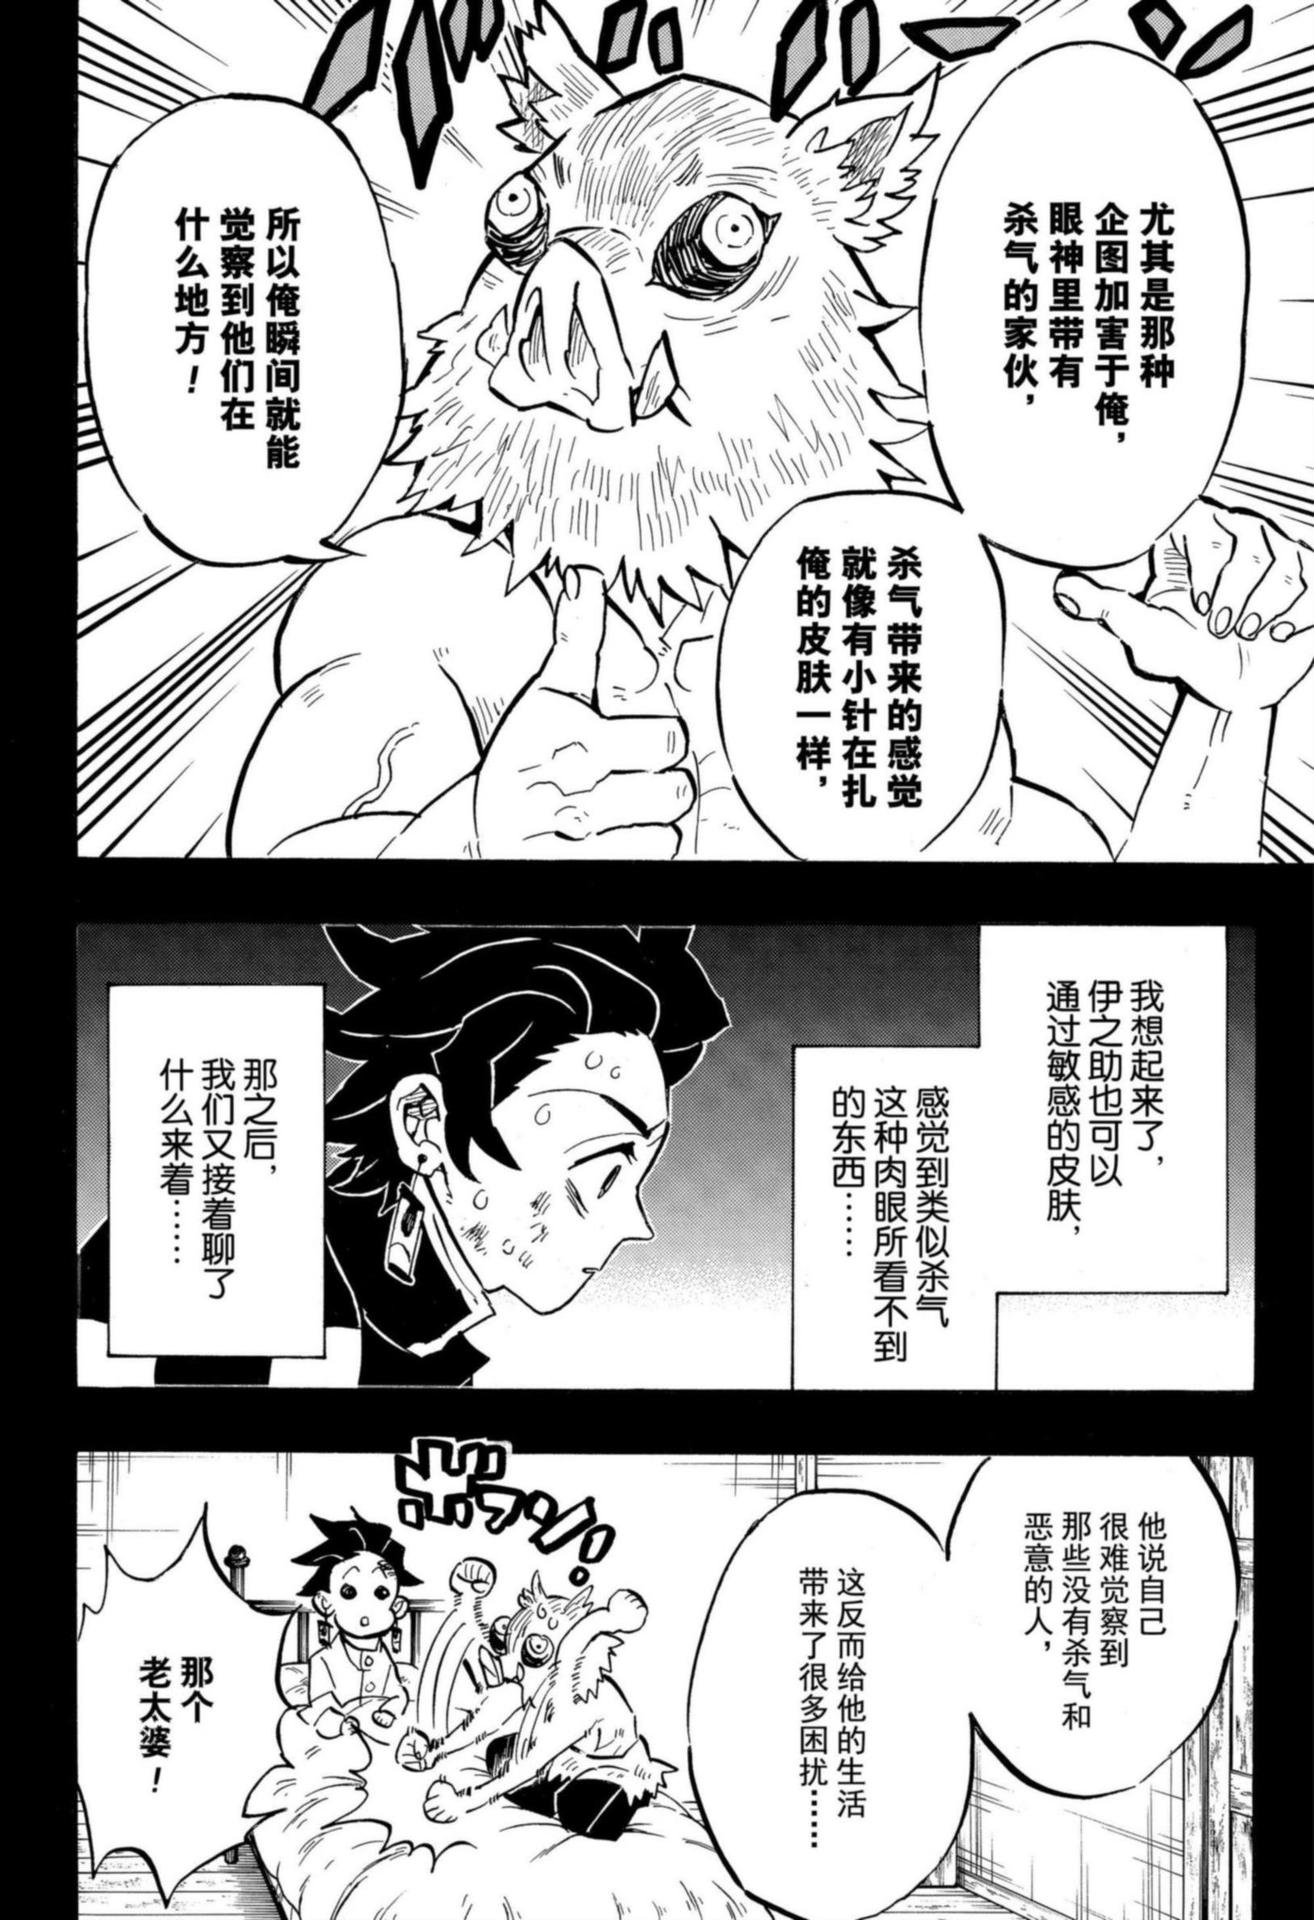 尤其是那种
企图加害于俺，
眼神里带有
杀气的家伙，
杀气带来的感觉
就像有小针在扎
俺的皮肤一样，
所以俺瞬间就能
觉察到他们在
什么地方！
我想起来了，
伊之助也可以
通过敏感的皮肤，
感觉到类似杀气
这种肉眼所看不到
的东西……
那之后，
我们又接着聊了
什么来着……
他说自己
很难觉察到
那些没有杀气和
恶意的人，
这反而给他的生活
带来了很多困扰……
プンプン！
那个
老太婆！